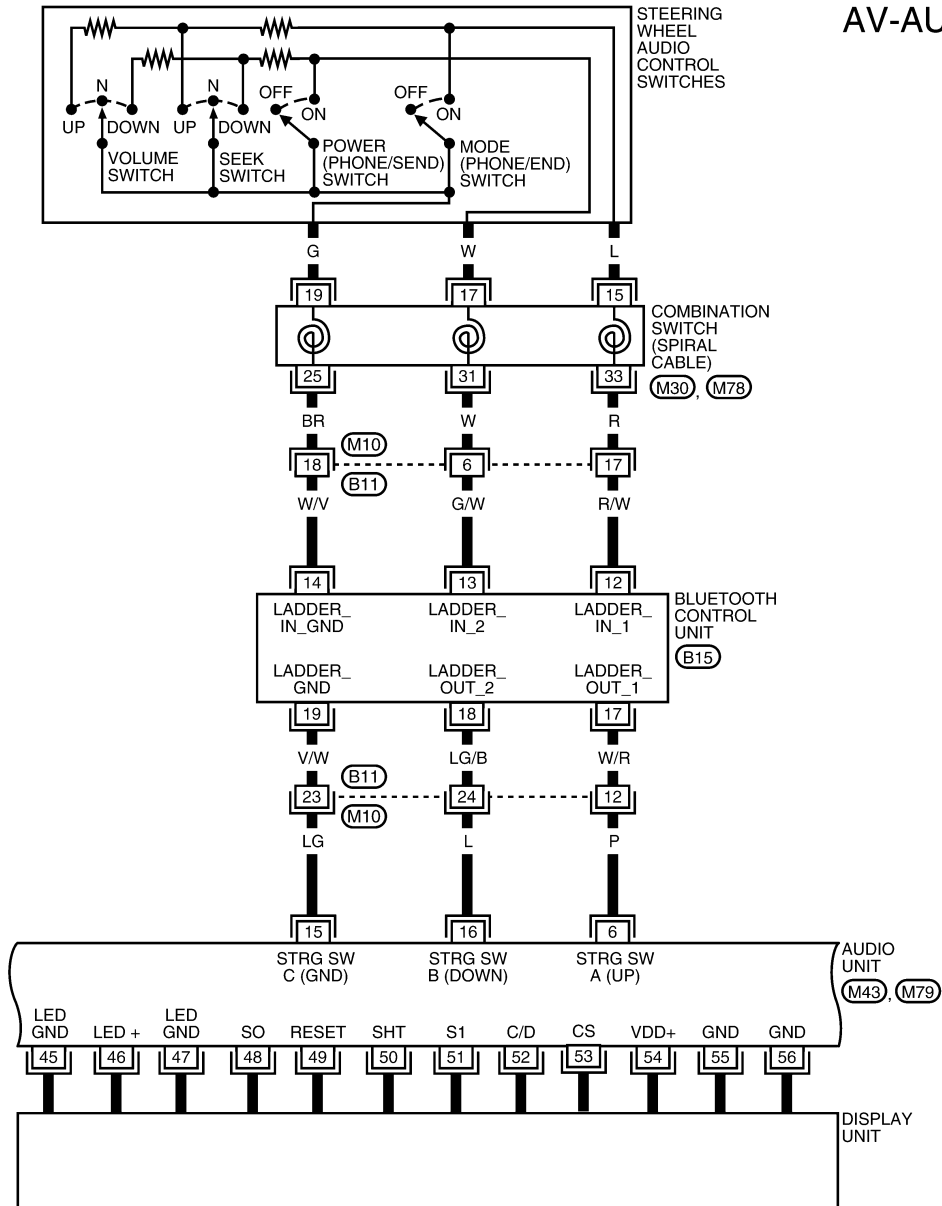 AV-AU
STEERING
WHEEL
AUDIO
CONTROL
SWITCHES
N
N
OFF
OFF
UP
DOWN
UP
DOWN
ON
ON
VOLUME
SWITCH
SEEK
SWITCH
POWER
(PHONE/SEND)
SWITCH
MODE
(PHONE/END)
SWITCH
G
W
L
19
17
15
COMBINATION
SWITCH
(SPIRAL
CABLE)
M30, M78
25
31
33
BR
W
R
M10
18
6
17
B11
W/V
G/W
R/W
14
13
12
LADDER_
IN_GND
LADDER_
IN_2
LADDER_
IN_1
BLUETOOTH
CONTROL
UNIT
B15
LADDER_
GND
LADDER_
OUT_2
LADDER_
OUT_1
19
18
17
V/W
LG/B
W/R
B11
23
24
12
M10
LG
L
P
15
16
6
STRG SW
C (GND)
STRG SW
B (DOWN)
STRG SW
A (UP)
AUDIO
UNIT
M43, M79
LED
GND
LED +
LED
GND
SO
RESET
SHT
S1
C/D
CS
VDD+
GND
GND
45
46
47
48
49
50
51
52
53
54
55
56
DISPLAY
UNIT